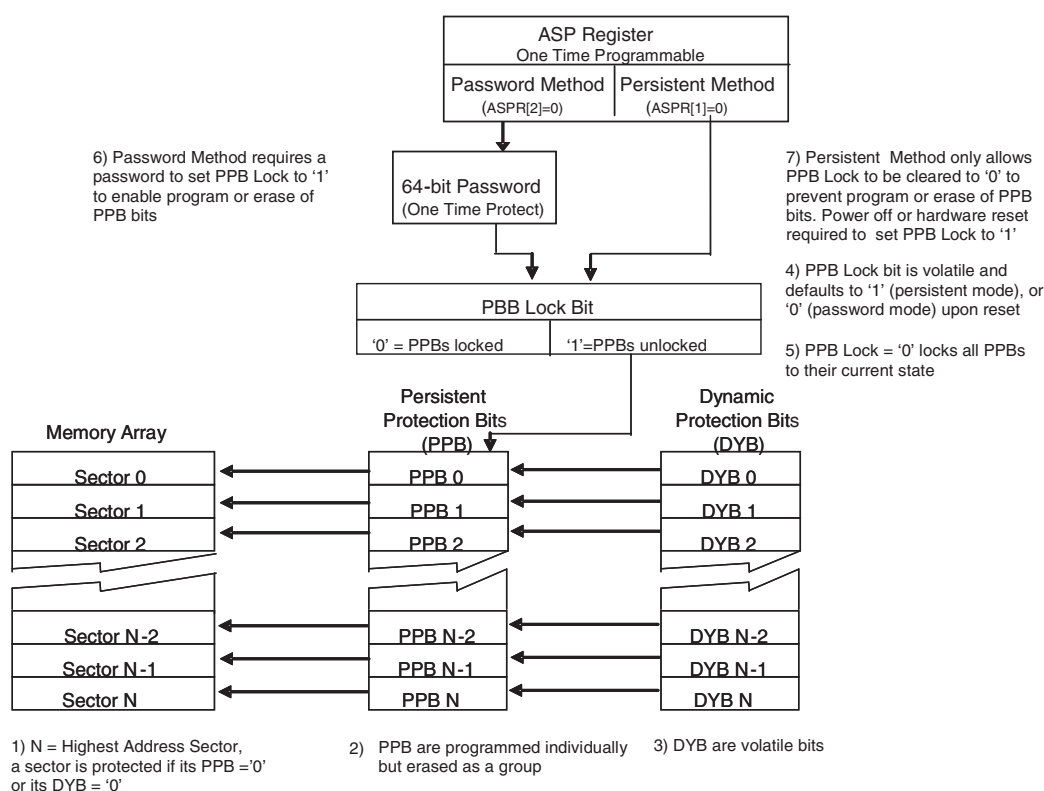 ASP Register
One Time Programmable
Password Method
(ASPR[2]=0)
Persistent Method
(ASPR[1]=0)
6) Password Method requires a
password to set PPB Lock to ‘1’
to enable program or erase of
PPB bits
64-bit Password
(One Time Protect)
7) Persistent Method only allows
PPB Lock to be cleared to ‘0’ to
prevent program or erase of PPB
bits. Power off or hardware reset
required to set PPB Lock to ‘1’
4) PPB Lock bit is volatile and
defaults to ‘1’ (persistent mode), or
‘0’ (password mode) upon reset
5) PPB Lock = ‘0’ locks all PPBs
to their current state
PBB Lock Bit
‘0’ = PPBs locked
‘1’=PPBs unlocked
Memory Array
Persistent
Protection Bits
(PPB)
Dynamic
Protection Bits
(DYB)
Sector 0
PPB 0
DYB 0
Sector 1
PPB 1
DYB 1
Sector 2
PPB 2
DYB 2
Sector N-2
PPB N-2
DYB N-2
Sector N-1
PPB N-1
DYB N-1
Sector N
PPB N
DYB N
1) N = Highest Address Sector,
a sector is protected if its PPB =’0’
or its DYB = ‘0’
2) PPB are programmed individually
but erased as a group
3) DYB are volatile bits